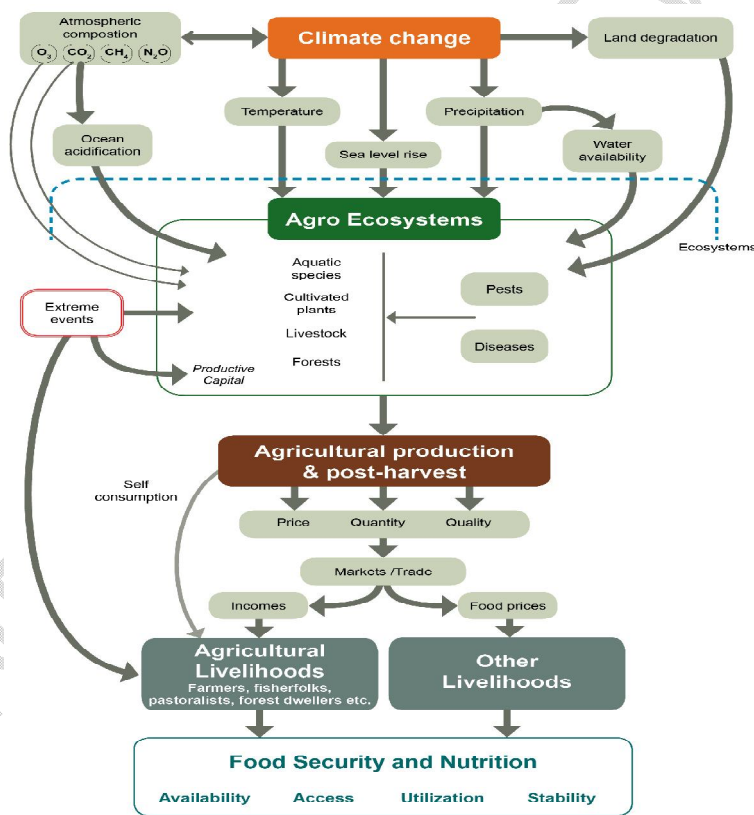 Atmospheric
compostion
(O₃) (CO₂) (CH₄) (N₂O)
Climate change
Land degradation
Temperature
Precipitation
Ocean
acidification
Sea level rise
Water
availability
Agro Ecosystems
Ecosystems
Aquatic
species
Cultivated
plants
Livestock
Forests
Pests
Diseases
Extreme
events
Productive
Capital
Agricultural production
& post-harvest
Self
consumption
Price Quantity Quality
Markets /Trade
Incomes
Food prices
Agricultural
Livelihoods
Farmers, fisherfolks,
pastoralists, forest dwellers etc.
Other
Livelihoods
Food Security and Nutrition
Availability Access Utilization Stability